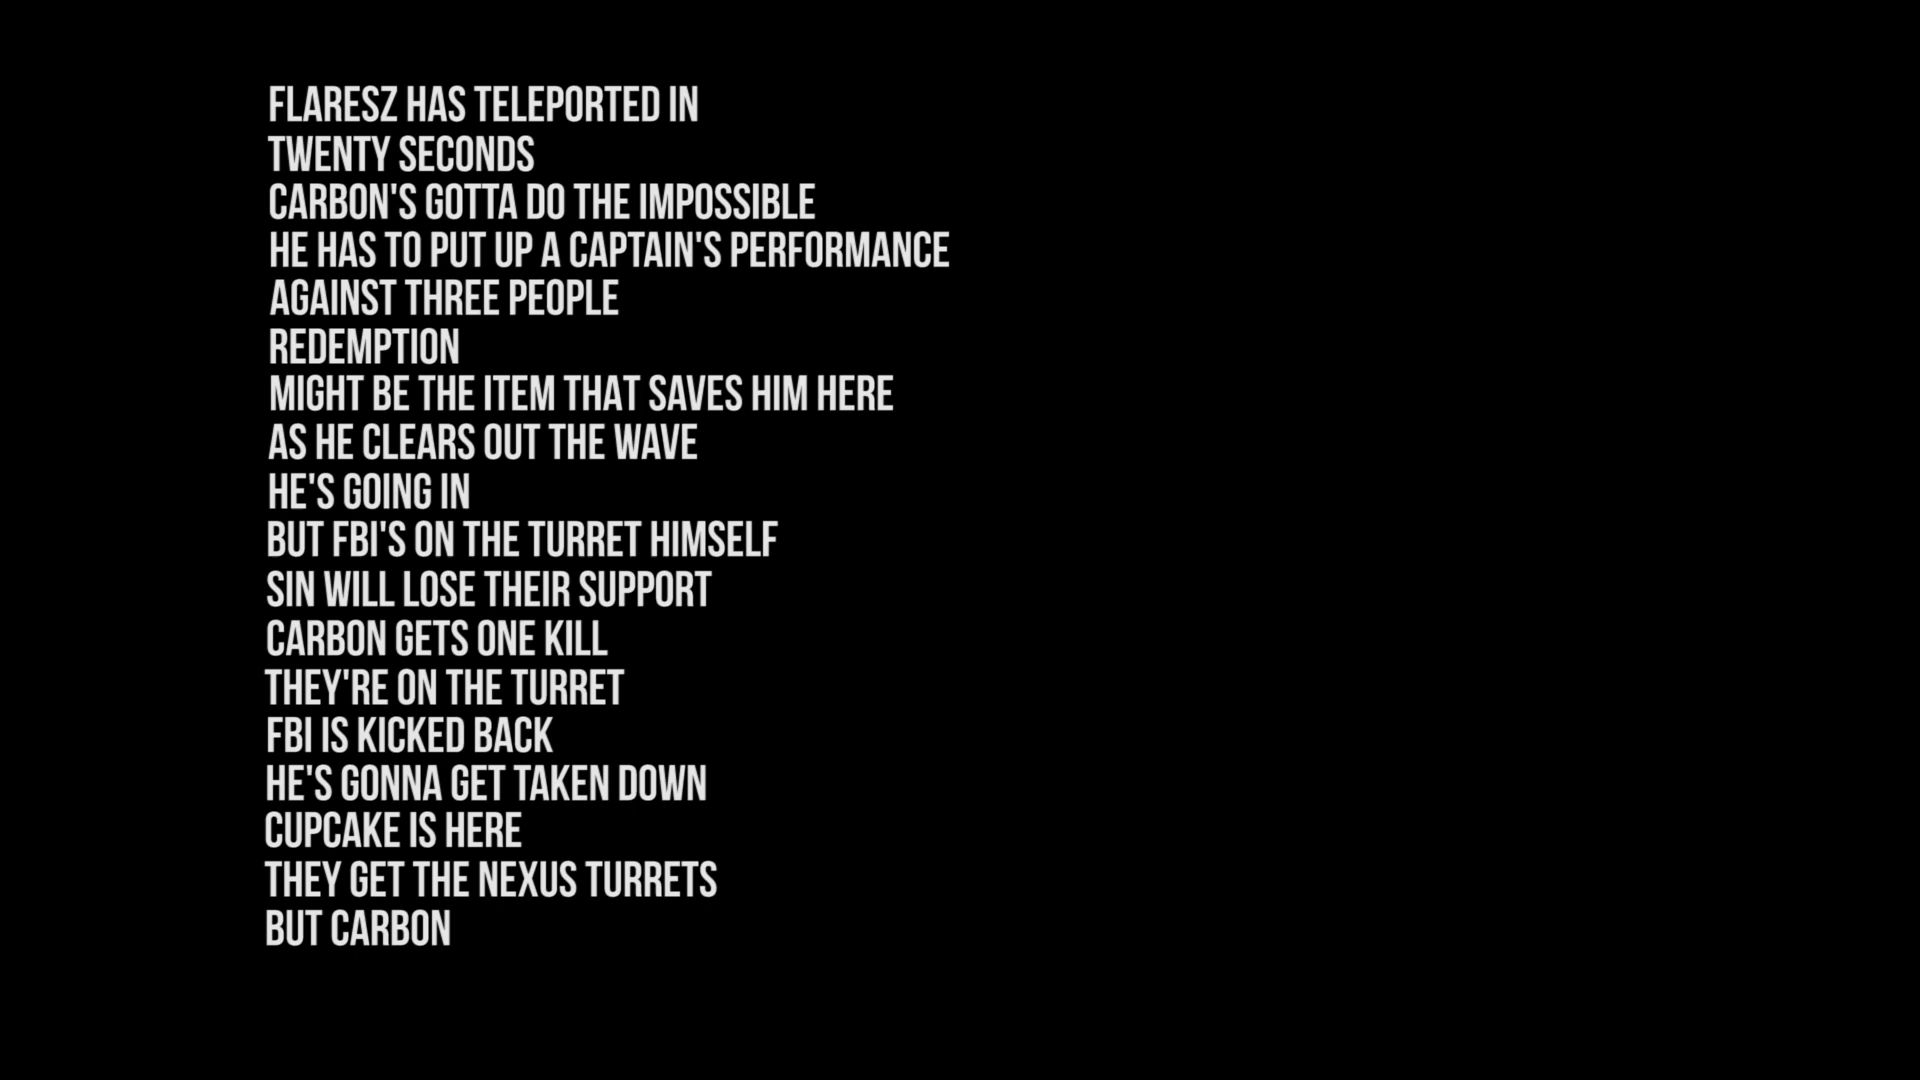 FLARESZ HAS TELEPORTED IN
TWENTY SECONDS
CARBON'S GOTTA DO THE IMPOSSIBLE
HE HAS TO PUT UP A CAPTAIN'S PERFORMANCE
AGAINST THREE PEOPLE
REDEMPTION
MIGHT BE THE ITEM THAT SAVES HIM HERE
AS HE CLEARS OUT THE WAVE
HE'S GOING IN
BUT FBI'S ON THE TURRET HIMSELF
SIN WILL LOSE THEIR SUPPORT
CARBON GETS ONE KILL
THEY'RE ON THE TURRET
FBI IS KICKED BACK
HE'S GONNA GET TAKEN DOWN
CUPCAKE IS HERE
THEY GET THE NEXUS TURRETS
BUT CARBON